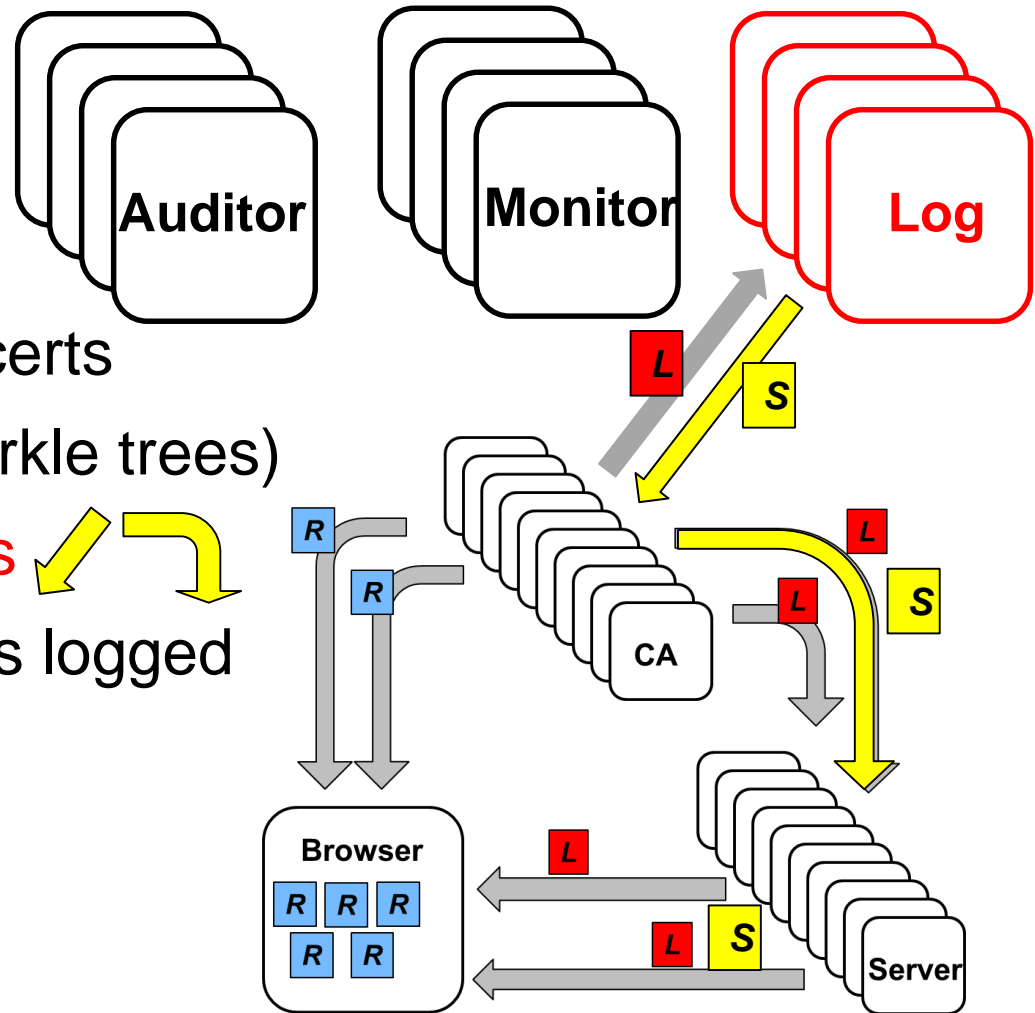 Auditor
Monitor
Log
certs
L
S
rkle trees)
R
L
s
R
L
S
s logged
CA
Browser
L
R R R
L
S
R R
Server